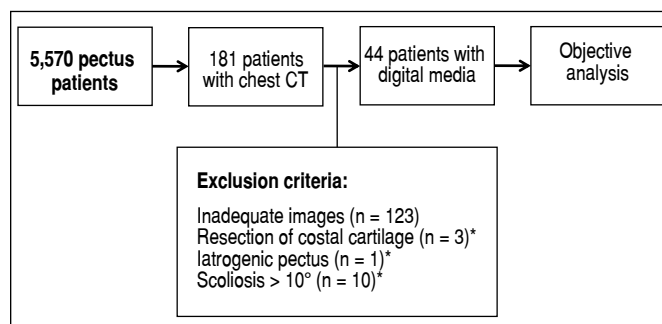 5,570 pectus
patients
181 patients
with chest CT
44 patients with
digital media
Objective
analysis
Exclusion criteria:
Inadequate images (n = 123)
Resection of costal cartilage (n = 3)*
Iatrogenic pectus (n = 1)*
Scoliosis > 10° (n = 10)*